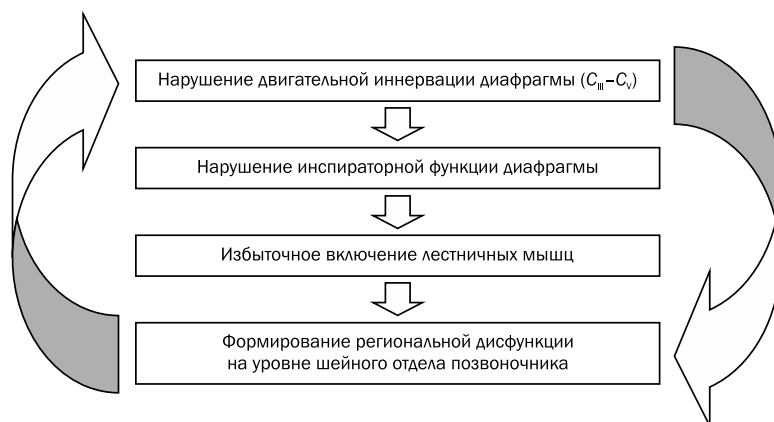 Нарушение двигательной иннервации диафрагмы (CIII–CV)
Нарушение инспираторной функции диафрагмы
Избыточное включение лестничных мышц
Формирование региональной дисфункции
на уровне шейного отдела позвоночника